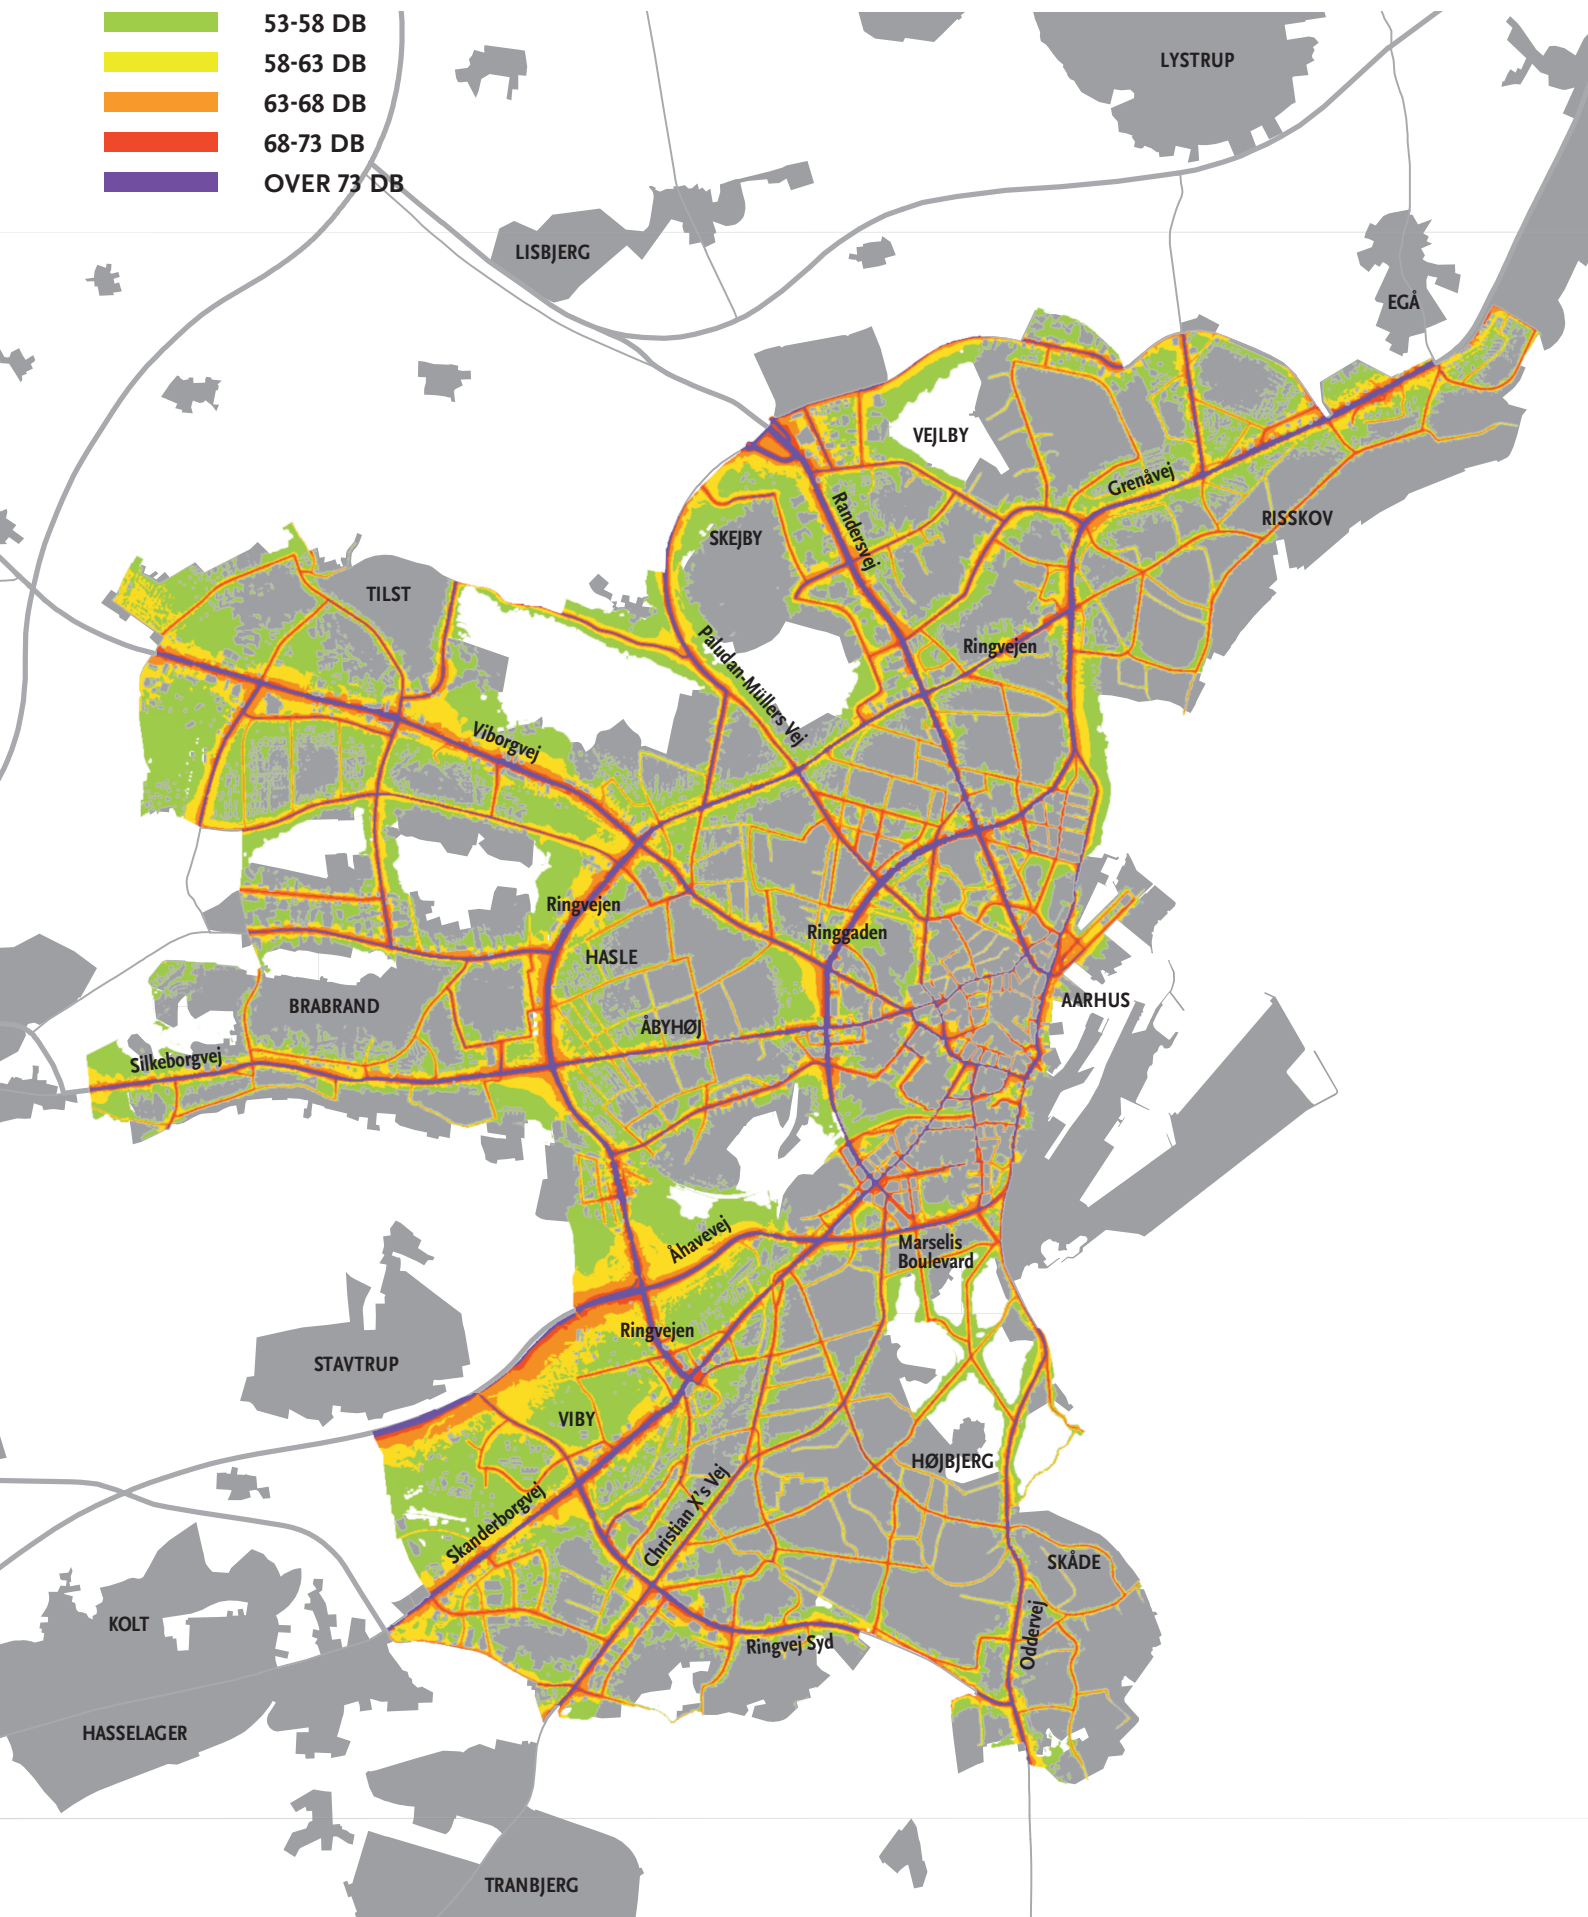 53-58 DB
58-63 DB
63-68 DB
68-73 DB
OVER 73 DB
LYSTRUP
LISBJERG
EGÅ
VEJLBY
Grenåvej
RISSKOV
Randersvej
SKEJBY
TILST
Ringvejen
Paludan-Müllers Vej
Viborgvej
Ringvejen
Ringgaden
HASLE
BRABRAND
AARHUS
ÅBYHØJ
Silkeborgvej
Åhavevej
Marselis
Boulevard
Ringvejen
STAVTRUP
VIBY
HØJBJERG
Christian X's Vej
Skanderborgvej
SKÅDE
KOLT
Oddervej
Ringvej Syd
HASSELAGER
TRANBJERG